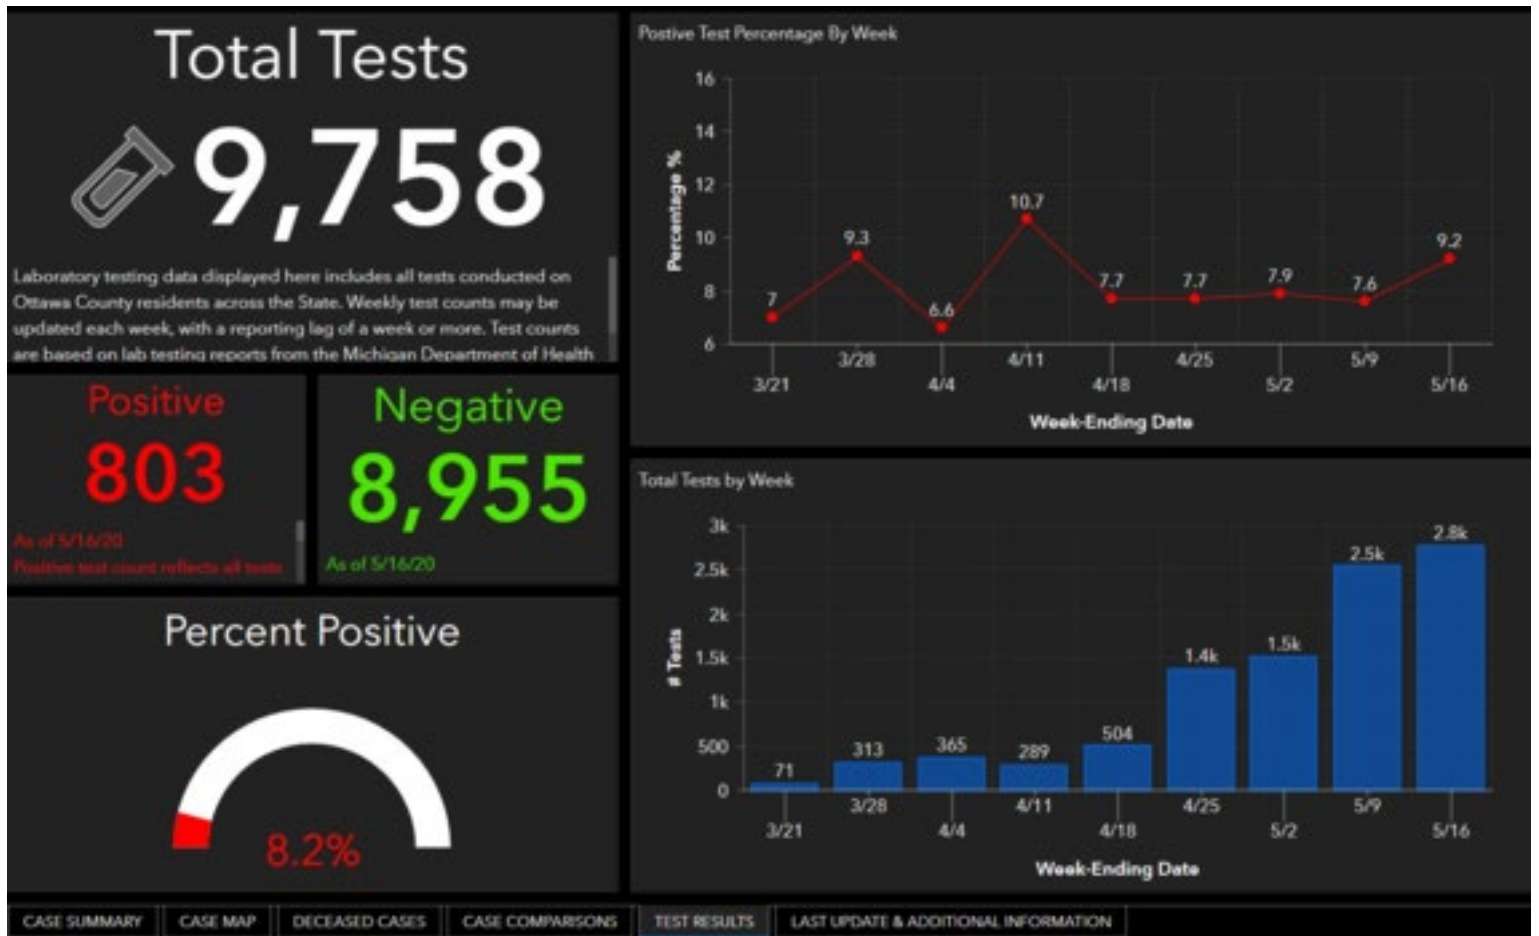 Total Tests
9,758
Laboratory testing data displayed here includes all tests conducted on
Ottawa County residents across the State. Weekly test counts may be
updated each week, with a reporting lag of a week or more. Test counts
are based on lab testing reports from the Michigan Department of Health
Positive
803
As of 5/16/20
Positive test count reflects all tests
Negative
8,955
As of 5/16/20
Percent Positive
8.2%
Postive Test Percentage By Week
Percentage %
16
14
12
10
8
6
7
9.3
6.6
10.7
7.7
7.7
7.9
7.6
9.2
3/21
3/28
4/4
4/11
4/18
4/25
5/2
5/9
5/16
Week-Ending Date
Total Tests by Week
# Tests
3k
2.5k
2k
1.5k
1k
500
0
71
313
365
289
504
1.4k
1.5k
2.5k
2.8k
3/21
3/28
4/4
4/11
4/18
4/25
5/2
5/9
5/16
Week-Ending Date
CASE SUMMARY
CASE MAP
DECEASED CASES
CASE COMPARISONS
TEST RESULTS
LAST UPDATE & ADDITIONAL INFORMATION